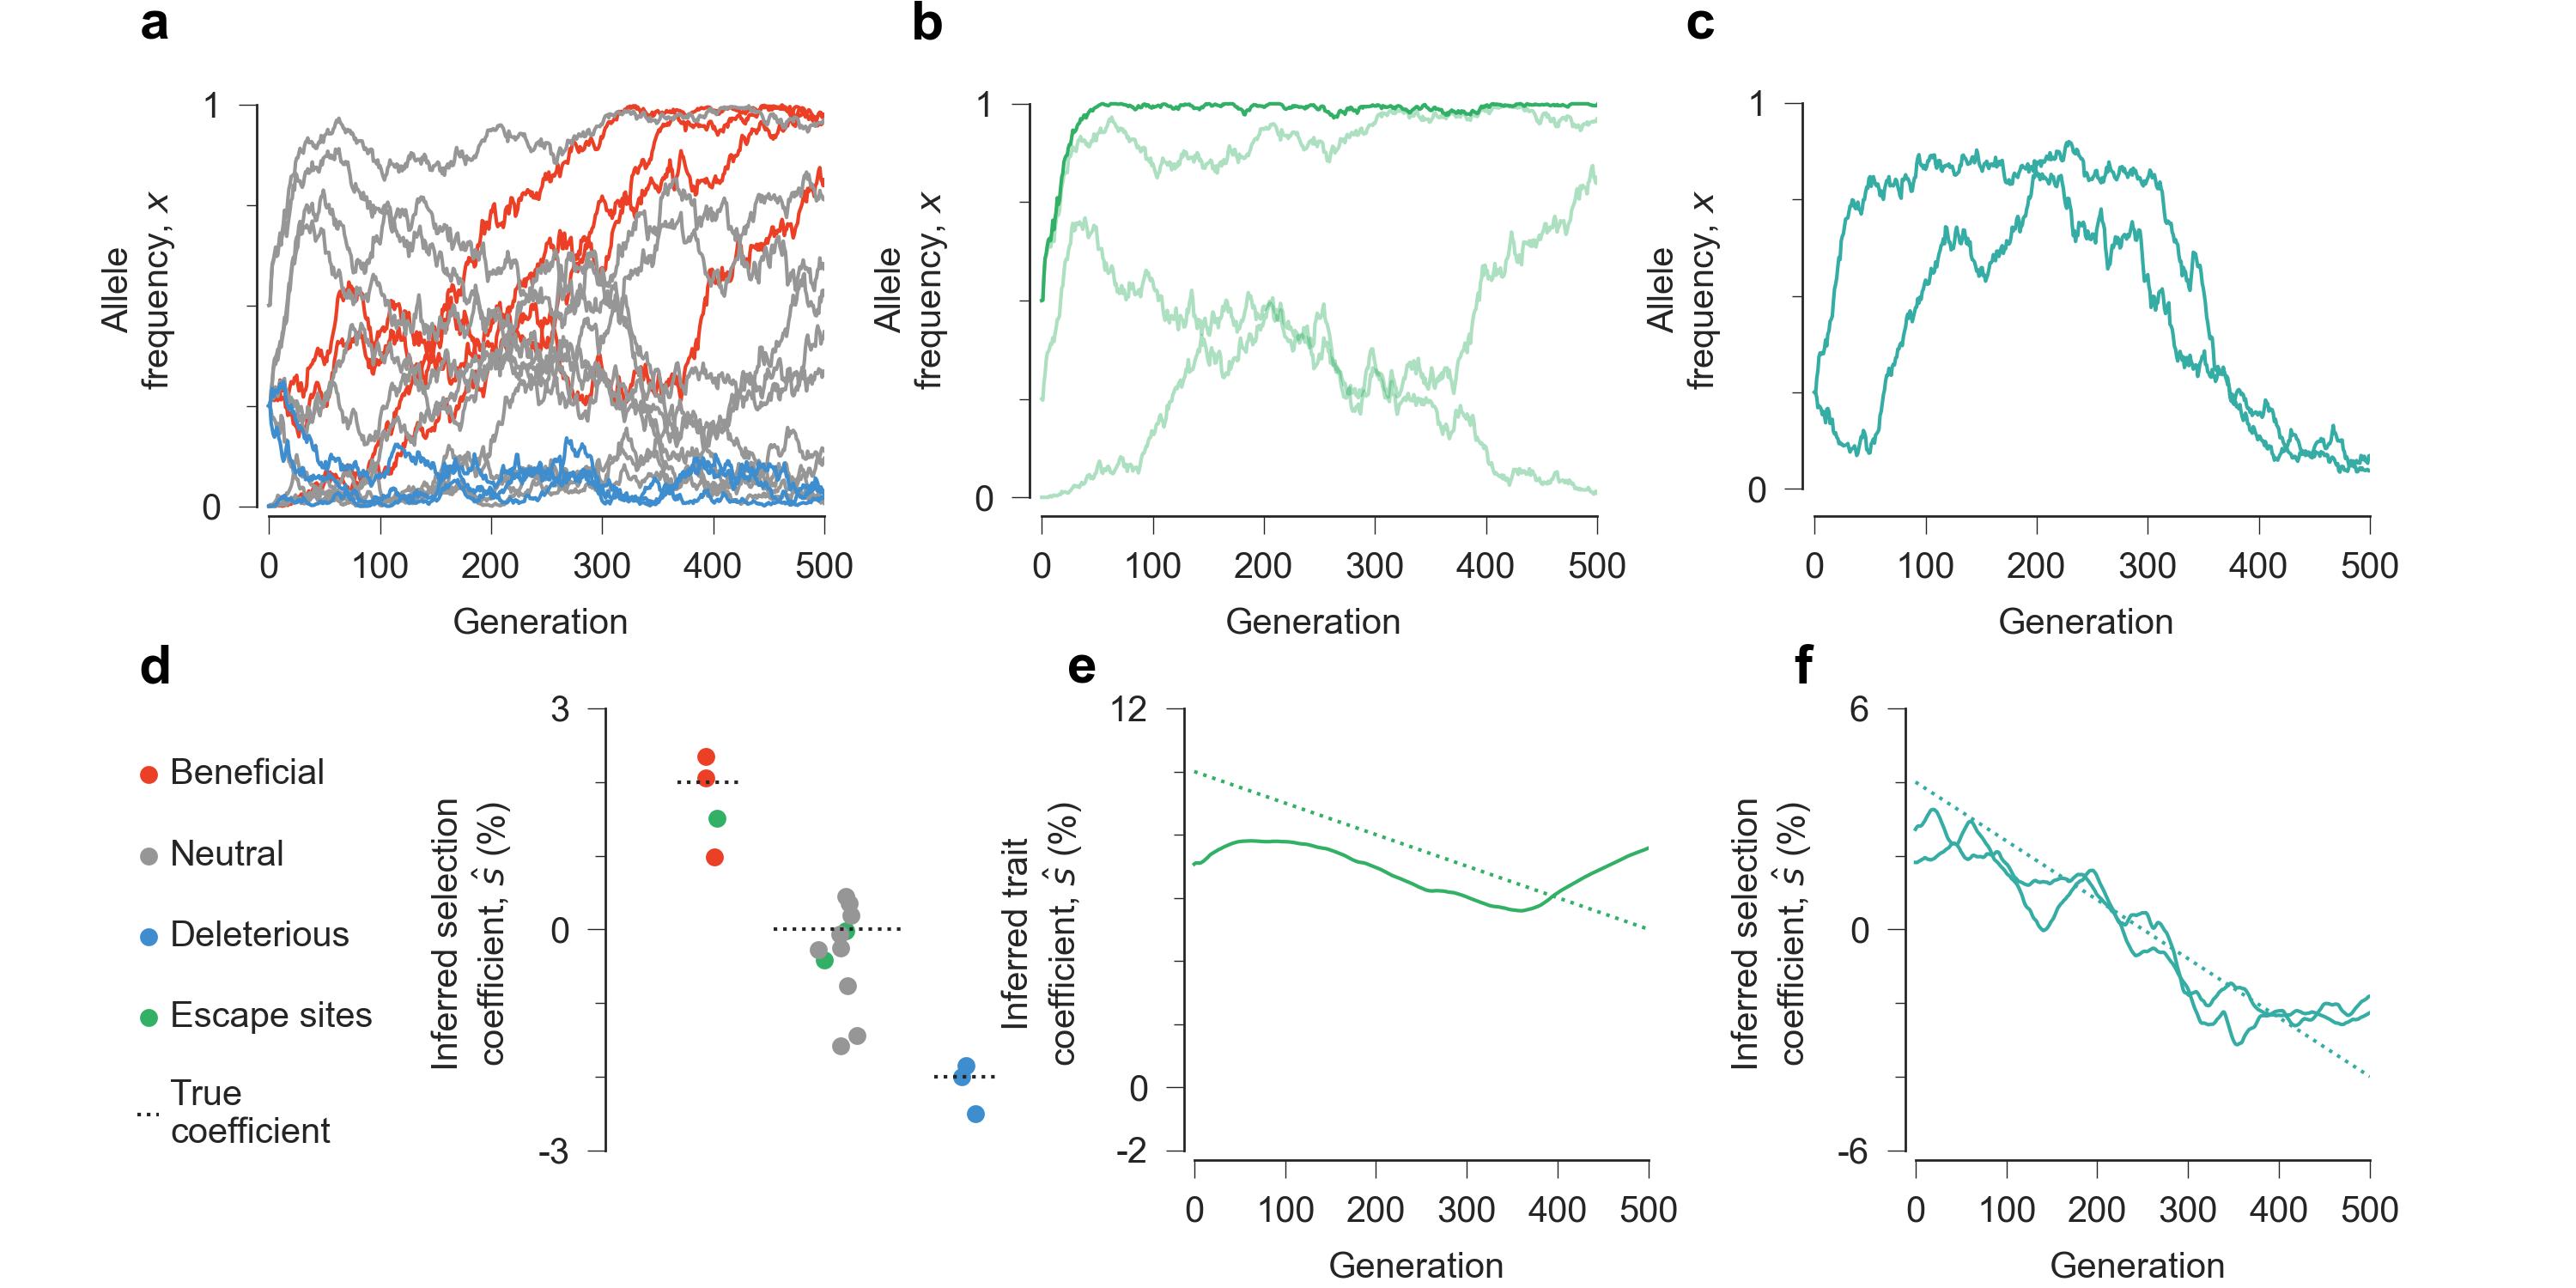 a
1
0
Allele
frequency, x
0 100 200 300 400 500
Generation
b
1
0
Allele
frequency, x
0 100 200 300 400 500
Generation
c
1
0
Allele
frequency, x
0 100 200 300 400 500
Generation
d
Beneficial
Neutral
Deleterious
Escape sites
True
coefficient
3
0
-3
Inferred selection
coefficient, ŝ (%)
e
12
0
-2
Inferred trait
coefficient, ŝ (%)
0 100 200 300 400 500
Generation
f
6
0
-6
Inferred selection
coefficient, ŝ (%)
0 100 200 300 400 500
Generation